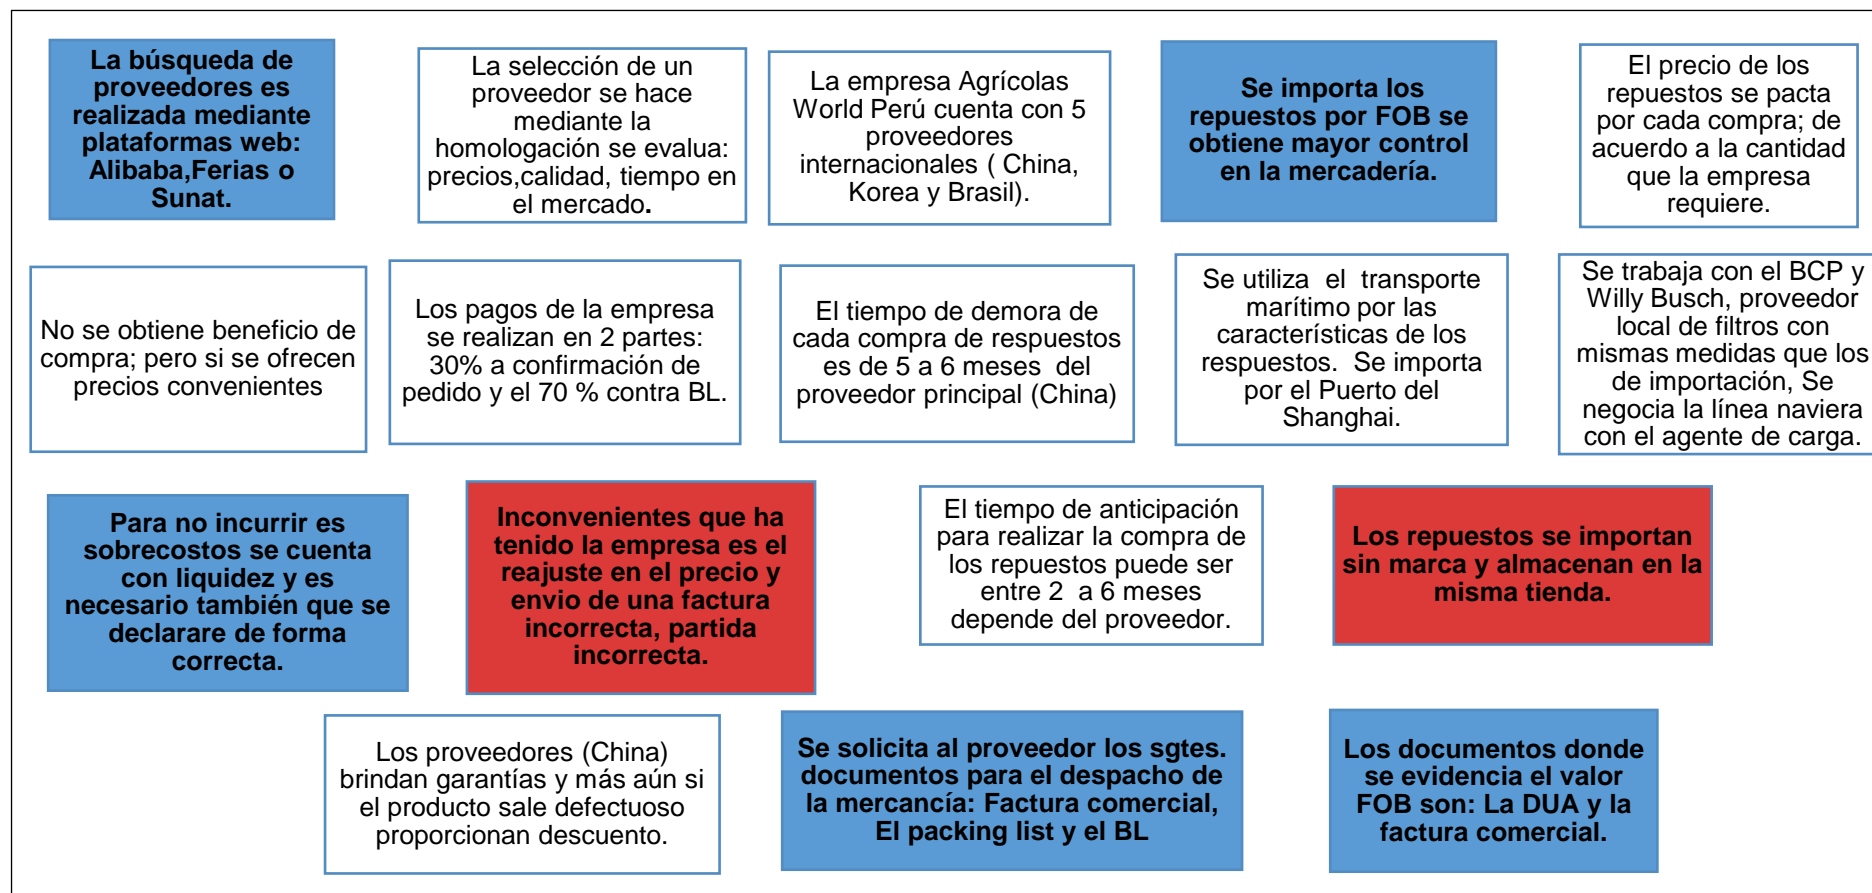 La búsqueda de
proveedores es
realizada mediante
plataformas web:
Alibaba,Ferias o
Sunat.
La selección de un
proveedor se hace
mediante la
homologación se evalua:
precios,calidad, tiempo en
el mercado.
La empresa Agrícolas
World Perú cuenta con 5
proveedores
internacionales ( China,
Korea y Brasil).
Se importa los
repuestos por FOB se
obtiene mayor control
en la mercadería.
El precio de los
repuestos se pacta
por cada compra; de
acuerdo a la cantidad
que la empresa
requiere.
No se obtiene beneficio de
compra; pero si se ofrecen
precios convenientes
Los pagos de la empresa
se realizan en 2 partes:
30% a confirmación de
pedido y el 70 % contra BL.
El tiempo de demora de
cada compra de respuestos
es de 5 a 6 meses del
proveedor principal (China)
Se utiliza el transporte
marítimo por las
características de los
respuestos. Se importa
por el Puerto del
Shanghai.
Se trabaja con el BCP y
Willy Busch, proveedor
local de filtros con
mismas medidas que los
de importación, Se
negocia la línea naviera
con el agente de carga.
Para no incurrir es
sobrecostos se cuenta
con liquidez y es
necesario también que se
declarare de forma
correcta.
Inconvenientes que ha
tenido la empresa es el
reajuste en el precio y
envio de una factura
incorrecta, partida
incorrecta.
El tiempo de anticipación
para realizar la compra de
los repuestos puede ser
entre 2 a 6 meses
depende del proveedor.
Los repuestos se importan
sin marca y almacenan en la
misma tienda.
Los proveedores (China)
brindan garantías y más aún si
el producto sale defectuoso
proporcionan descuento.
Se solicita al proveedor los sgtes.
documentos para el despacho de
la mercancía: Factura comercial,
El packing list y el BL
Los documentos donde
se evidencia el valor
FOB son: La DUA y la
factura comercial.